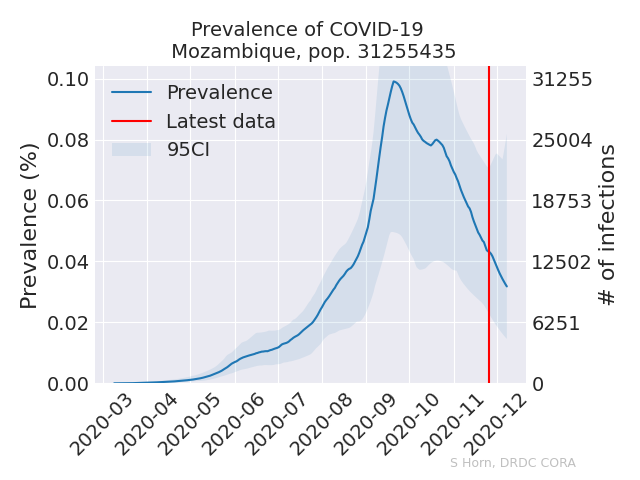 Prevalence of COVID-19
Mozambique, pop. 31255435
Prevalence
Latest data
95CI
Prevalence (%)
0.10
0.08
0.06
0.04
0.02
0.00
31255
25004
18753
12502
6251
0
# of infections
2020-03
2020-04
2020-05
2020-06
2020-07
2020-08
2020-09
2020-10
2020-11
2020-12
S Horn, DRDC CORA